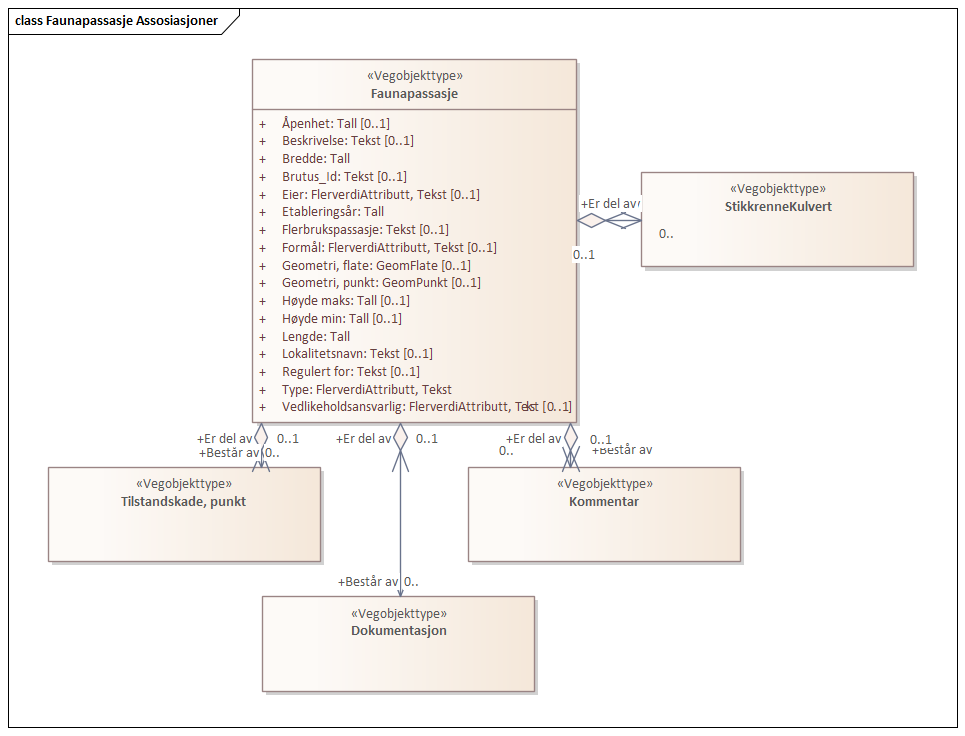 class Faunapassasje Assosiasjoner
«Vegobjekttype»
Faunapassasje
+ Åpenhet: Tall [0..1]
+ Beskrivelse: Tekst [0..1]
+ Bredde: Tall
+ Brutus_Id: Tekst [0..1]
+ Eier: FlerverdiAttributt, Tekst [0..1]
+ Etableringsår: Tall
+ Flerbrukspassasje: Tekst [0..1]
+ Formål: FlerverdiAttributt, Tekst [0..1]
+ Geometri, flate: GeomFlate [0..1]
+ Geometri, punkt: GeomPunkt [0..1]
+ Høyde maks: Tall [0..1]
+ Høyde min: Tall [0..1]
+ Lengde: Tall
+ Lokalitetsnavn: Tekst [0..1]
+ Regulert for: Tekst [0..1]
+ Type: FlerverdiAttributt, Tekst
+ Vedlikeholdsansvarlig: FlerverdiAttributt, Tekst [0..1]
+Er del av
0..1
«Vegobjekttype»
StikkrenneKulvert
0..
+Er del av 0..1
+Består av 0..
+Er del av 0..1
+Er del av 0..1
0.. +Består av
«Vegobjekttype»
Tilstandskade, punkt
«Vegobjekttype»
Kommentar
+Består av 0..
«Vegobjekttype»
Dokumentasjon